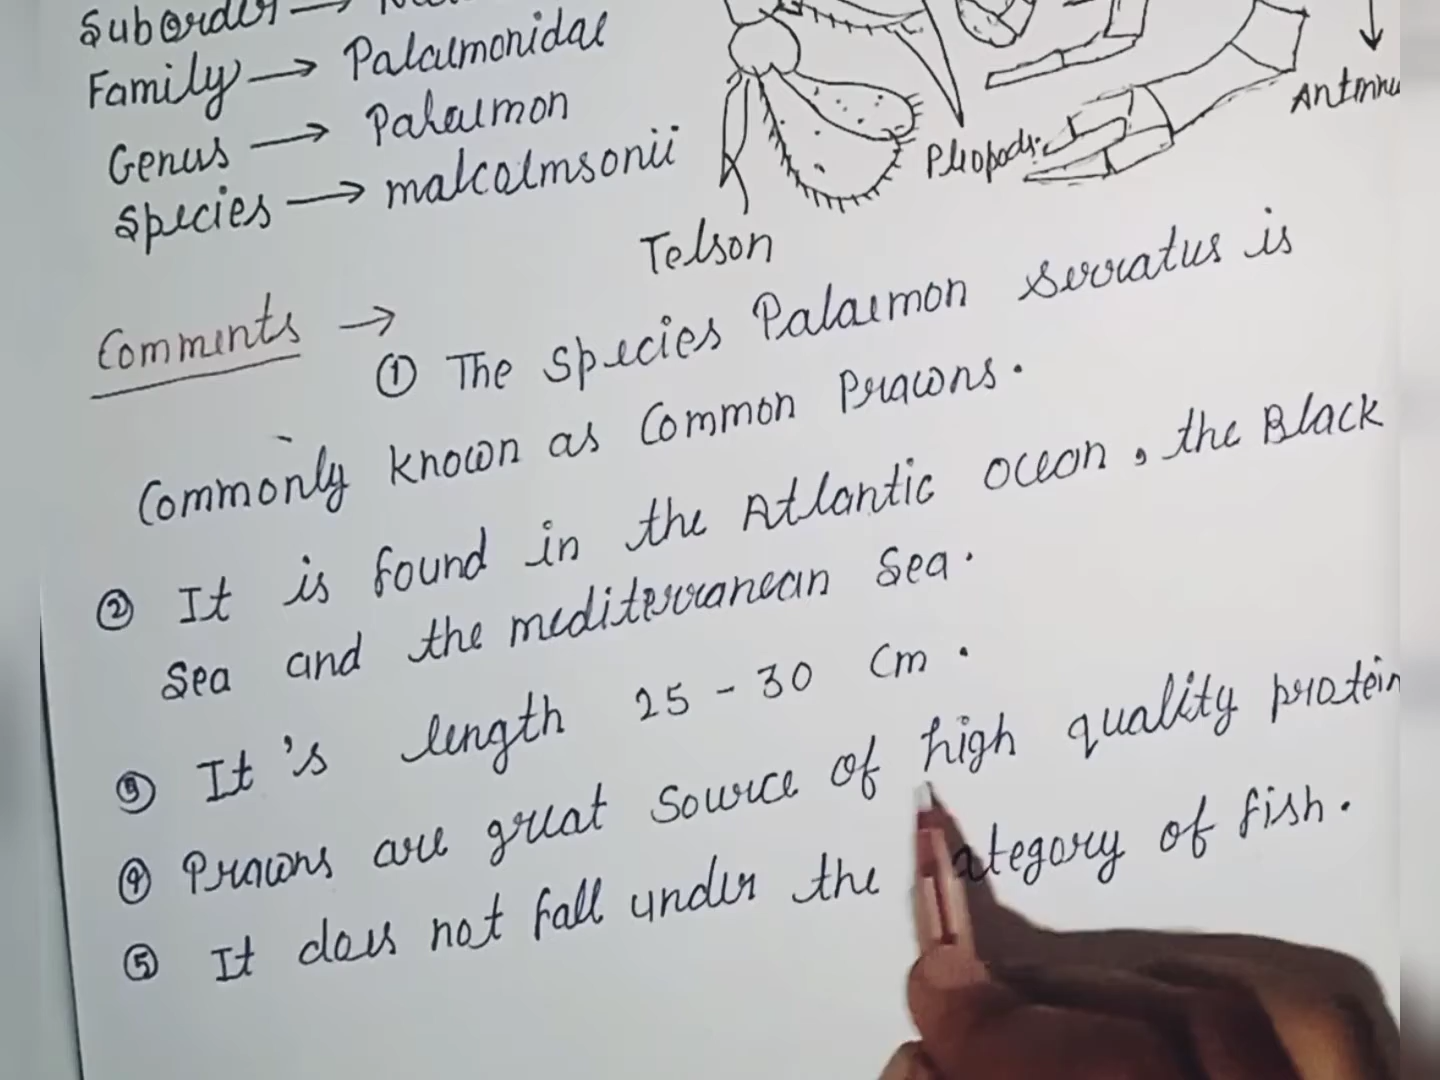 Suborder →
Family → Palaemonidae
Genus → Palaemon
Species → malcolmsonii
Pleopods
Telson
Comments →
① The Species Palaemon serratus is
Commonly known as Common Prawns.
② It is found in the Atlantic ocean, the Black
Sea and the mediterranean Sea.
③ It's length 25-30 cm.
④ Prawns are great source of high quality protein
⑤ It does not fall under the category of fish.